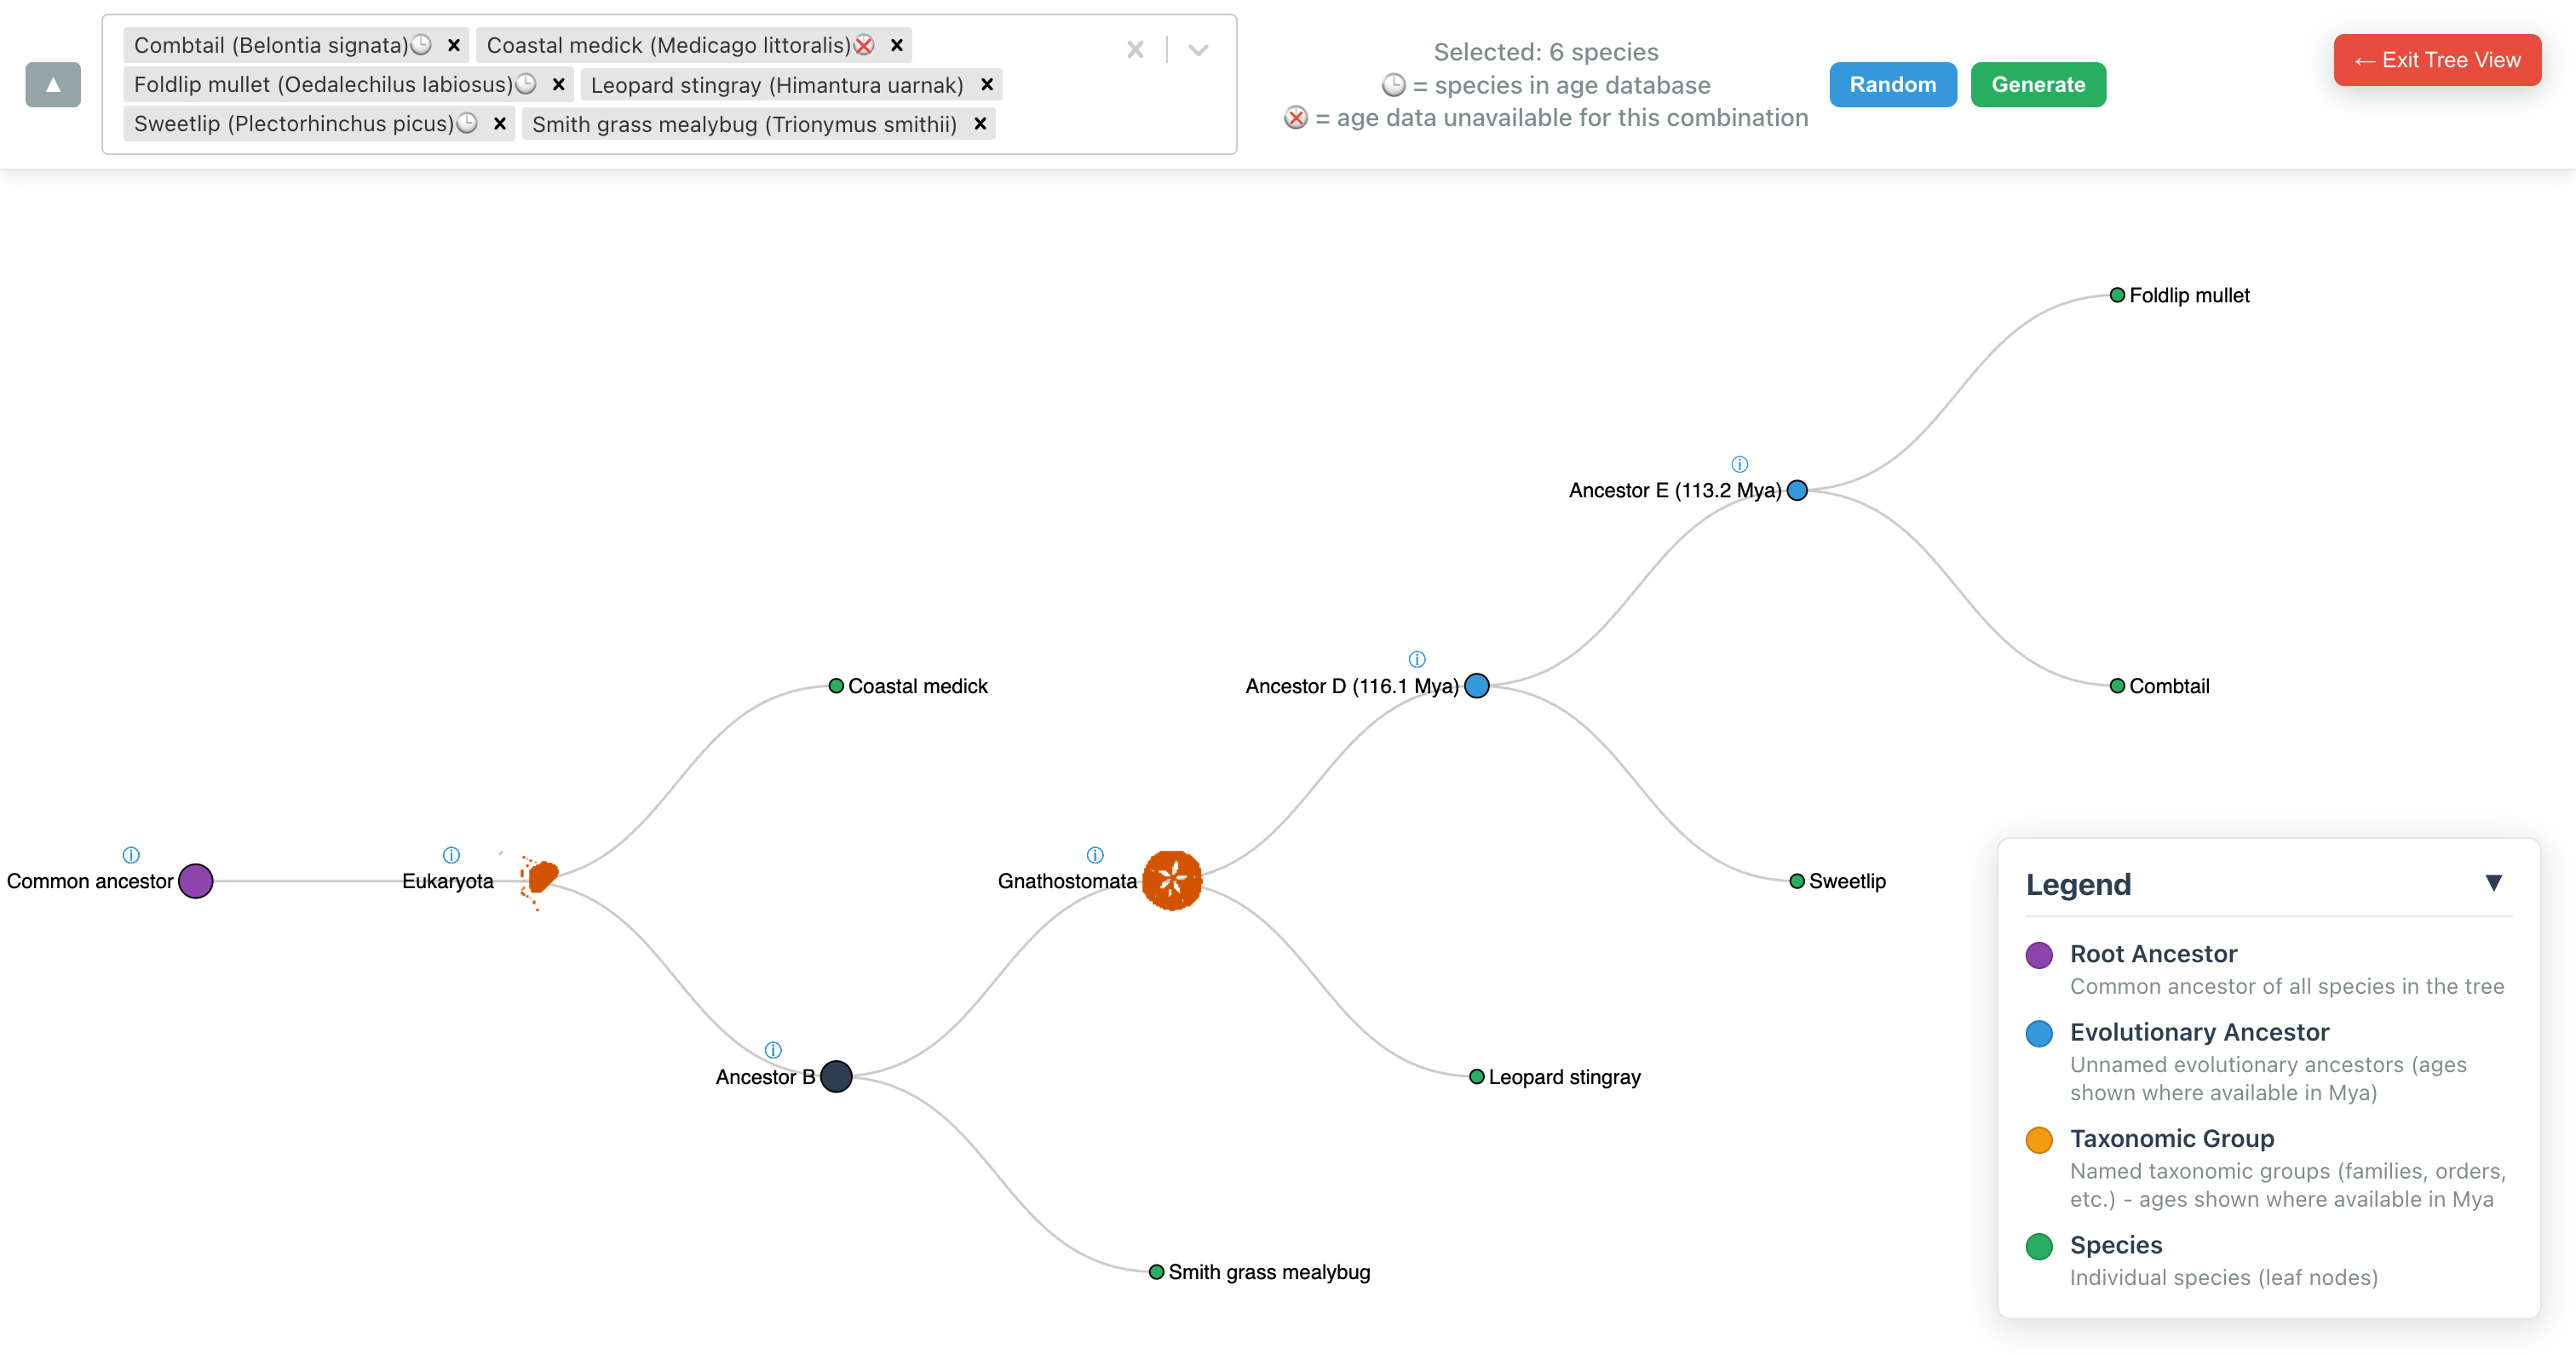 ▲
Combtail (Belontia signata)🕒 × Coastal medick (Medicago littoralis)
Foldlip mullet (Oedalechilus labiosus)🕒 × Leopard stingray (Himantura uarnak) ×
Sweetlip (Plectorhinchus picus)🕒 × Smith grass mealybug (Trionymus smithii) ×
Selected: 6 species
🕒 = species in age database
= age data unavailable for this combination
Random
Generate
← Exit Tree View
Foldlip mullet
ⓘ
Ancestor E (113.2 Mya)
ⓘ
Ancestor D (116.1 Mya)
Coastal medick
Combtail
ⓘ
Common ancestor
ⓘ
Eukaryota
ⓘ
Gnathostomata
Sweetlip
ⓘ
Ancestor B
Leopard stingray
Smith grass mealybug
Legend ▼
Root Ancestor
Common ancestor of all species in the tree
Evolutionary Ancestor
Unnamed evolutionary ancestors (ages
shown where available in Mya)
Taxonomic Group
Named taxonomic groups (families, orders,
etc.) - ages shown where available in Mya
Species
Individual species (leaf nodes)